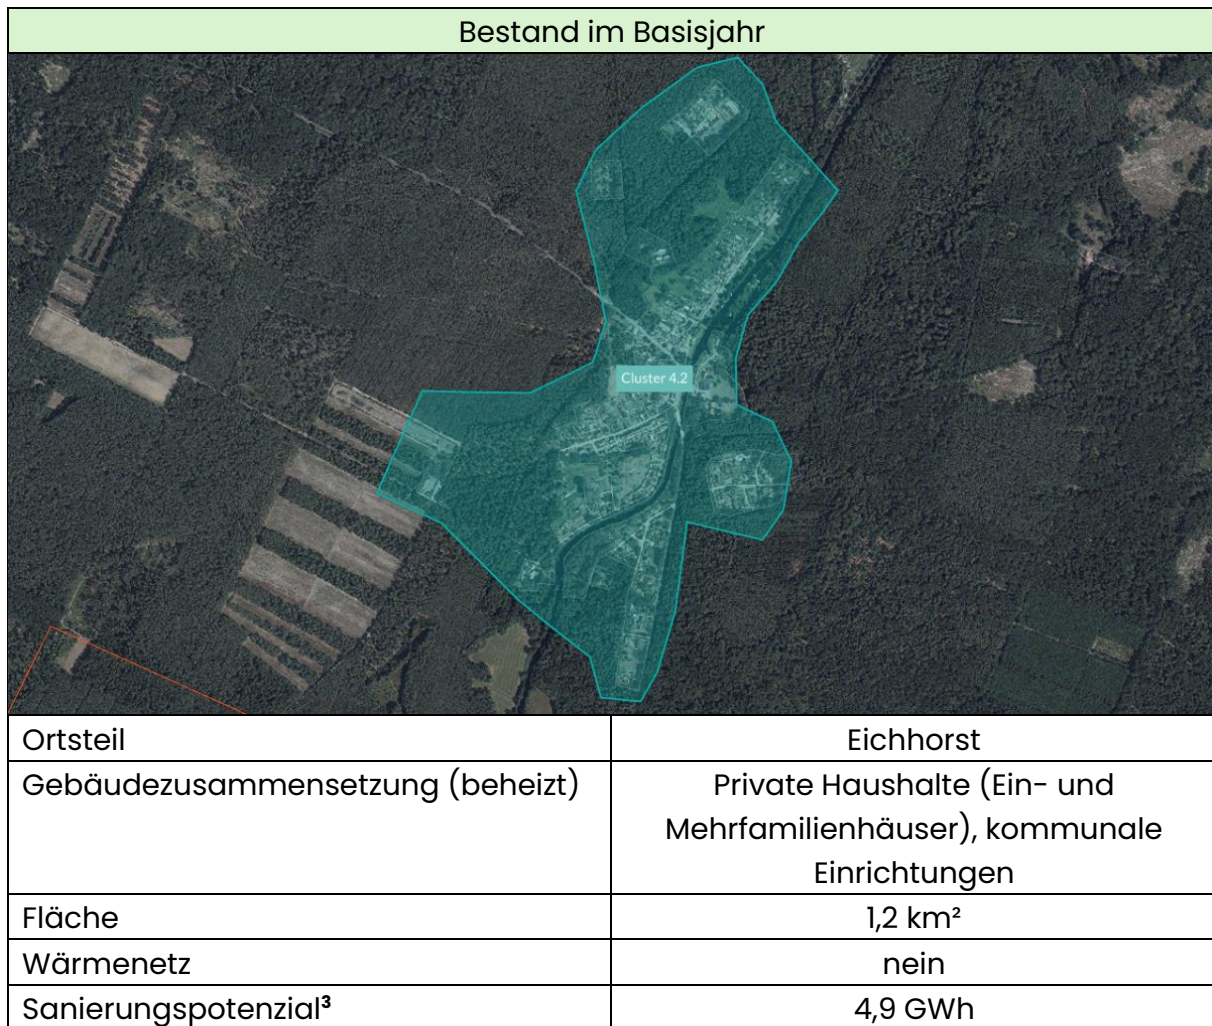 Bestand im Basisjahr
Cluster 4.2
Ortsteil
Eichhorst
Gebäudezusammensetzung (beheizt)
Private Haushalte (Ein- und
Mehrfamilienhäuser), kommunale
Einrichtungen
Fläche
1,2 km²
Wärmenetz
nein
Sanierungspotenzial³
4,9 GWh